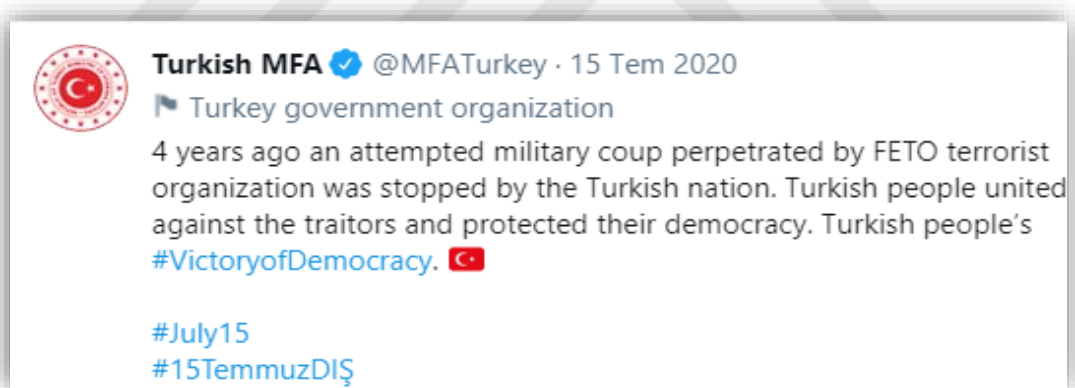 Turkish MFA @MFATurkey · 15 Tem 2020
Turkey government organization
4 years ago an attempted military coup perpetrated by FETO terrorist
organization was stopped by the Turkish nation. Turkish people united
against the traitors and protected their democracy. Turkish people’s
#VictoryofDemocracy.
#July15
#15TemmuzDIŞ